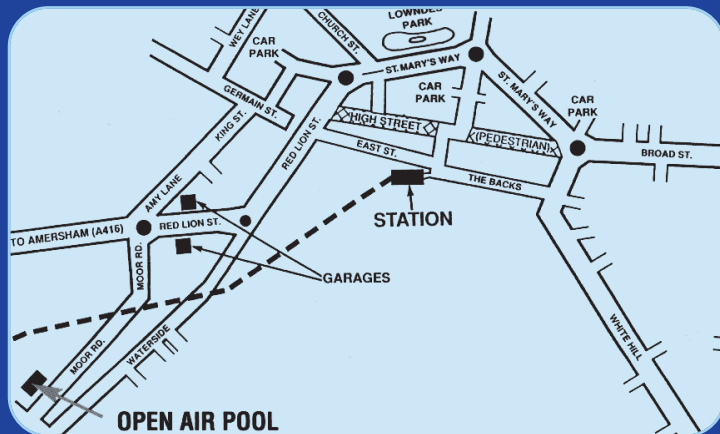 LOWNDES
PARK
CHURCH ST.
WEY LANE
CAR
PARK
ST. MARY'S WAY
GERMAIN ST.
CAR
PARK
ST. MARY'S WAY
CAR
PARK
KING ST.
HIGH STREET
(PEDESTRIAN)
RED LION ST.
EAST ST.
BROAD ST.
AMY LANE
THE BACKS
STATION
TO AMERSHAM (A416)
RED LION ST.
MOOR RD.
GARAGES
WHITE HILL
MOOR RD.
WATERSIDE
OPEN AIR POOL